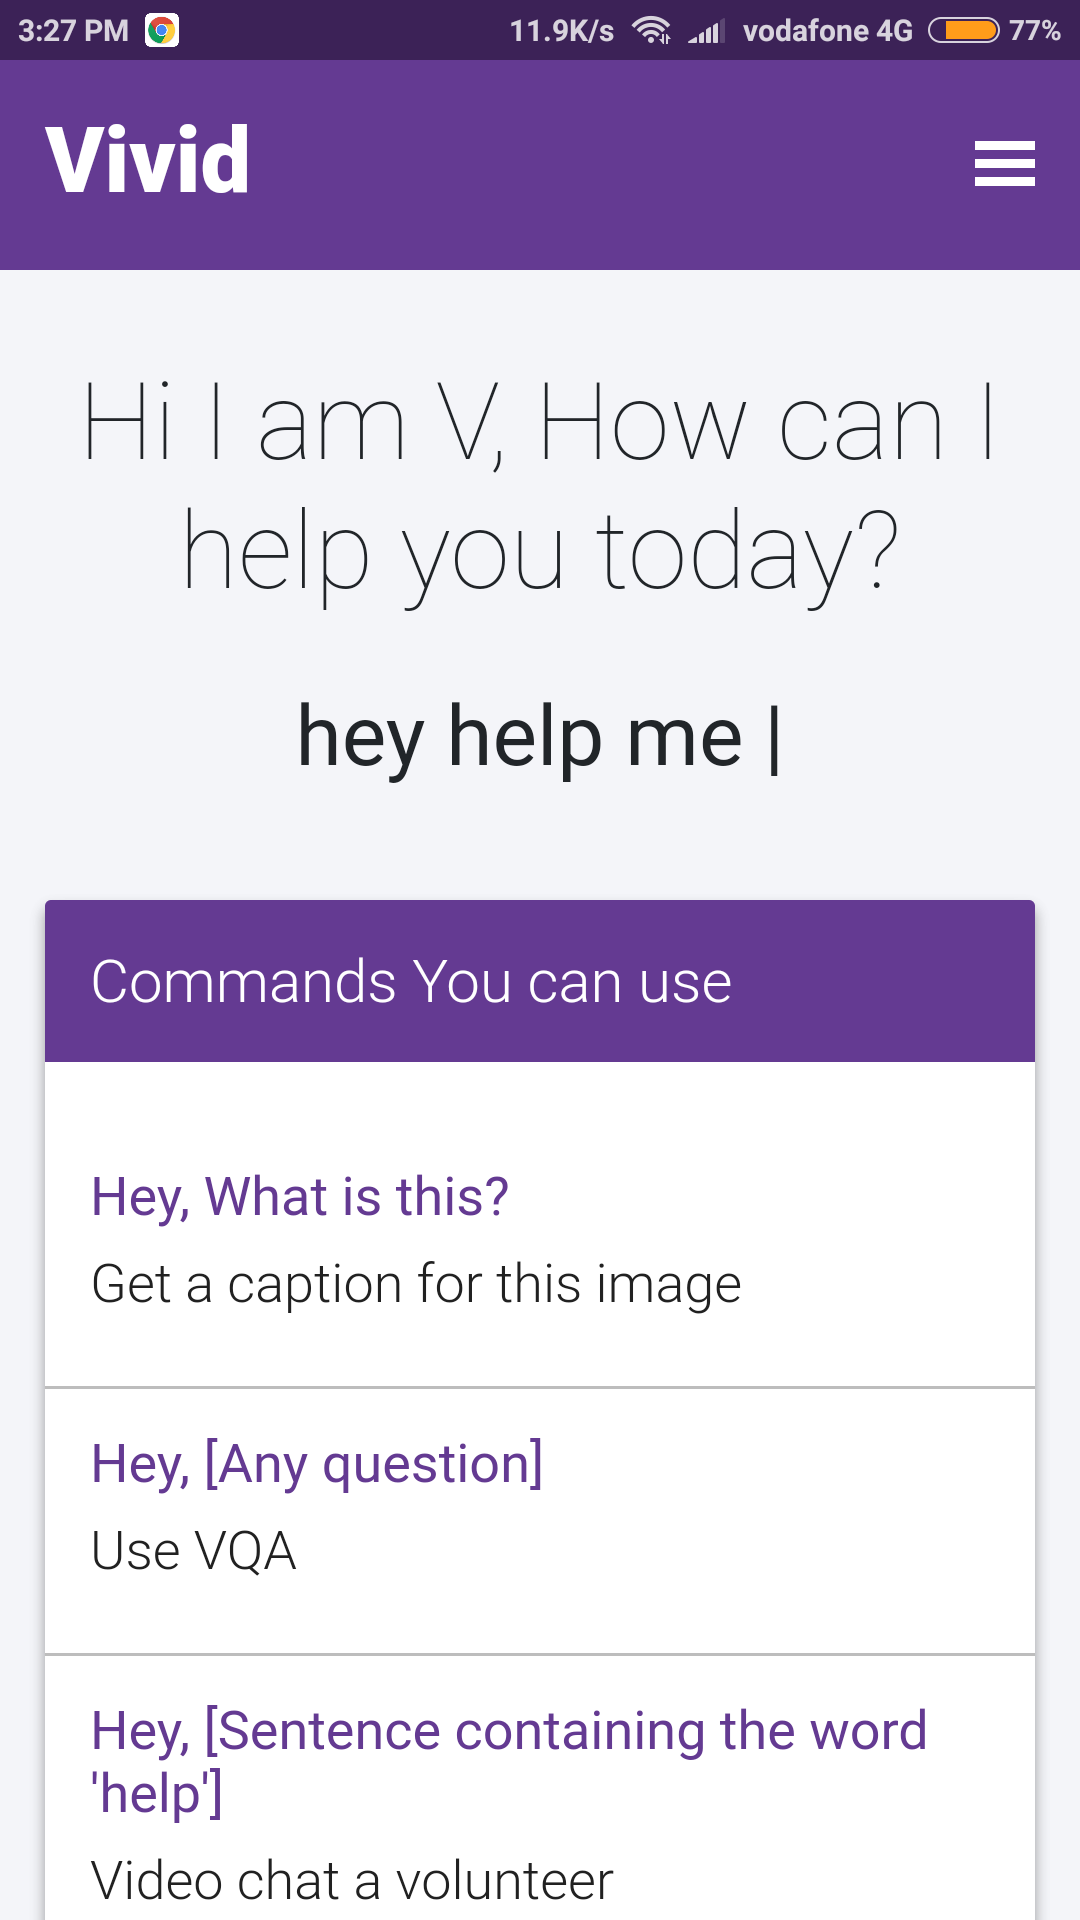 3:27 PM 11.9K/s vodafone 4G 77%
Vivid
Hi I am V, How can I
help you today?
hey help me |
Commands You can use
Hey, What is this?
Get a caption for this image
Hey, [Any question]
Use VQA
Hey, [Sentence containing the word
'help']
Video chat a volunteer